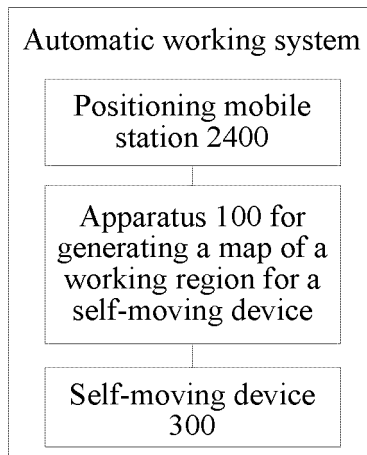 Automatic working system
Positioning mobile
station 2400
Apparatus 100 for
generating a map of a
working region for a
self-moving device
Self-moving device
300